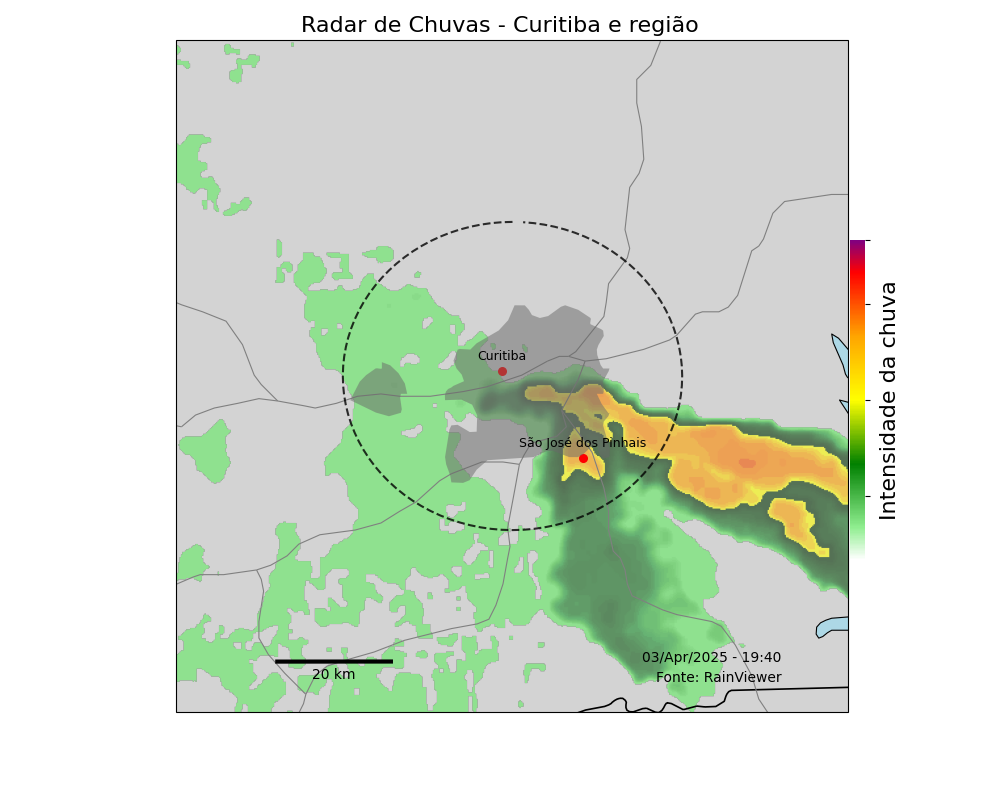 Radar de Chuvas - Curitiba e região
Curitiba
São José dos Pinhais
Intensidade da chuva
03/Apr/2025 - 19:40
Fonte: RainViewer
20 km